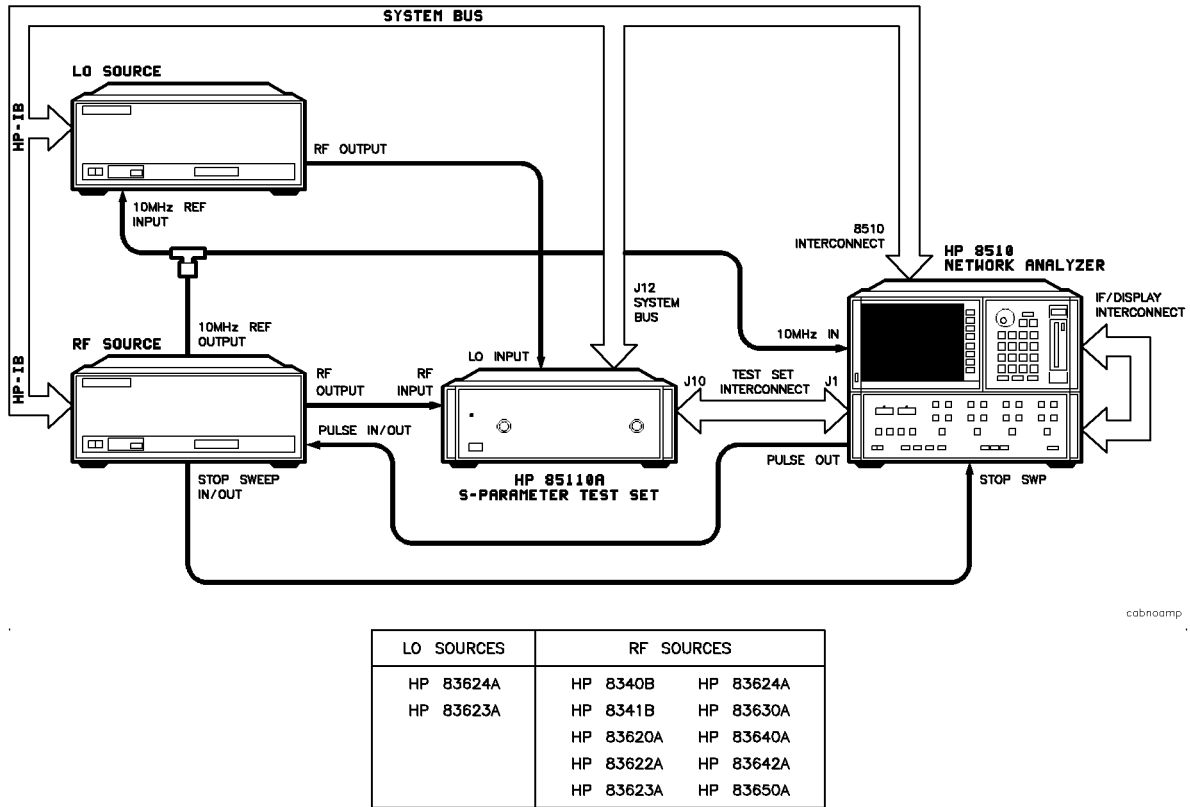 SYSTEM BUS
LO SOURCE
HP-IB
RF OUTPUT
10MHz REF
INPUT
8510
INTERCONNECT
HP 8510
NETWORK ANALYZER
J12
SYSTEM
BUS
IF/DISPLAY
INTERCONNECT
10MHz REF
OUTPUT
10MHz IN
RF SOURCE
HP-IB
LO INPUT
RF
OUTPUT
RF
INPUT
J10
TEST SET
INTERCONNECT
J1
PULSE IN/OUT
PULSE OUT
STOP SWEEP
IN/OUT
HP 85110A
S-PARAMETER TEST SET
STOP SWP
cabnoamp
LO SOURCES
RF SOURCES
HP 83624A
HP 8340B
HP 83624A
HP 83623A
HP 8341B
HP 83630A
HP 83620A
HP 83640A
HP 83622A
HP 83642A
HP 83623A
HP 83650A